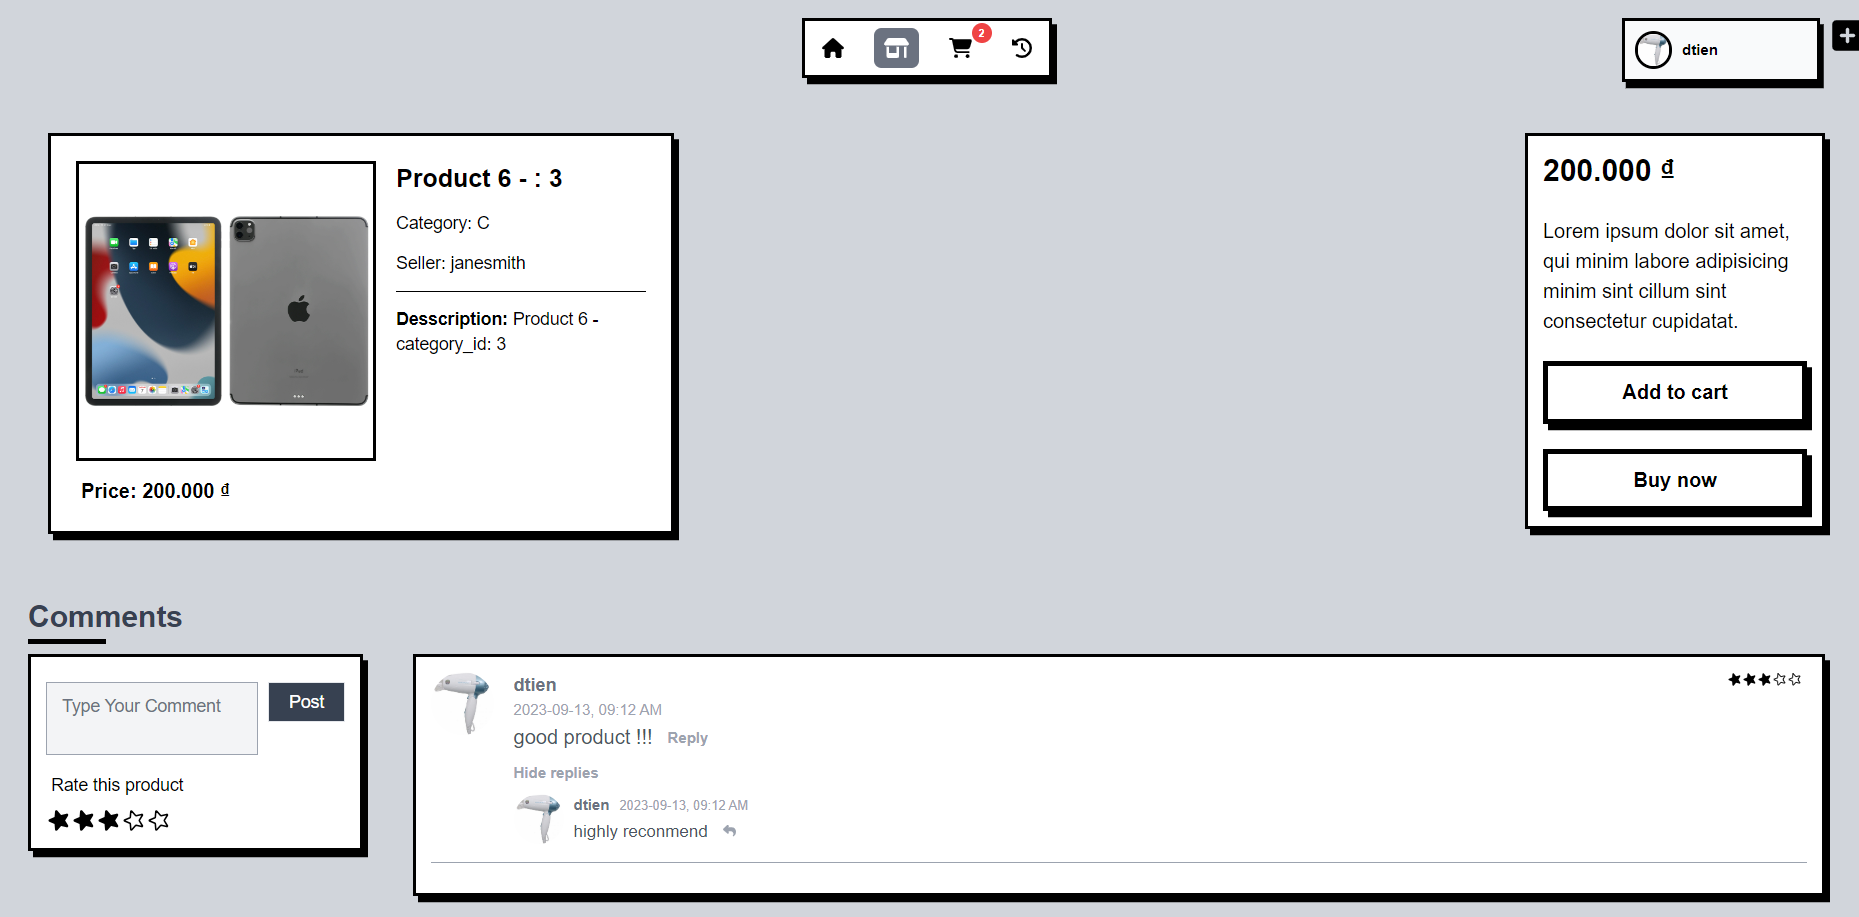 2
dtien
Product 6 - : 3
Category: C
Seller: janesmith
Desscription: Product 6 -
category_id: 3
Price: 200.000 ₫
200.000 ₫
Lorem ipsum dolor sit amet,
qui minim labore adipisicing
minim sint cillum sint
consectetur cupidatat.
Add to cart
Buy now
Comments
Type Your Comment
Post
Rate this product
dtien
2023-09-13, 09:12 AM
good product !!! Reply
Hide replies
dtien 2023-09-13, 09:12 AM
highly reconmend